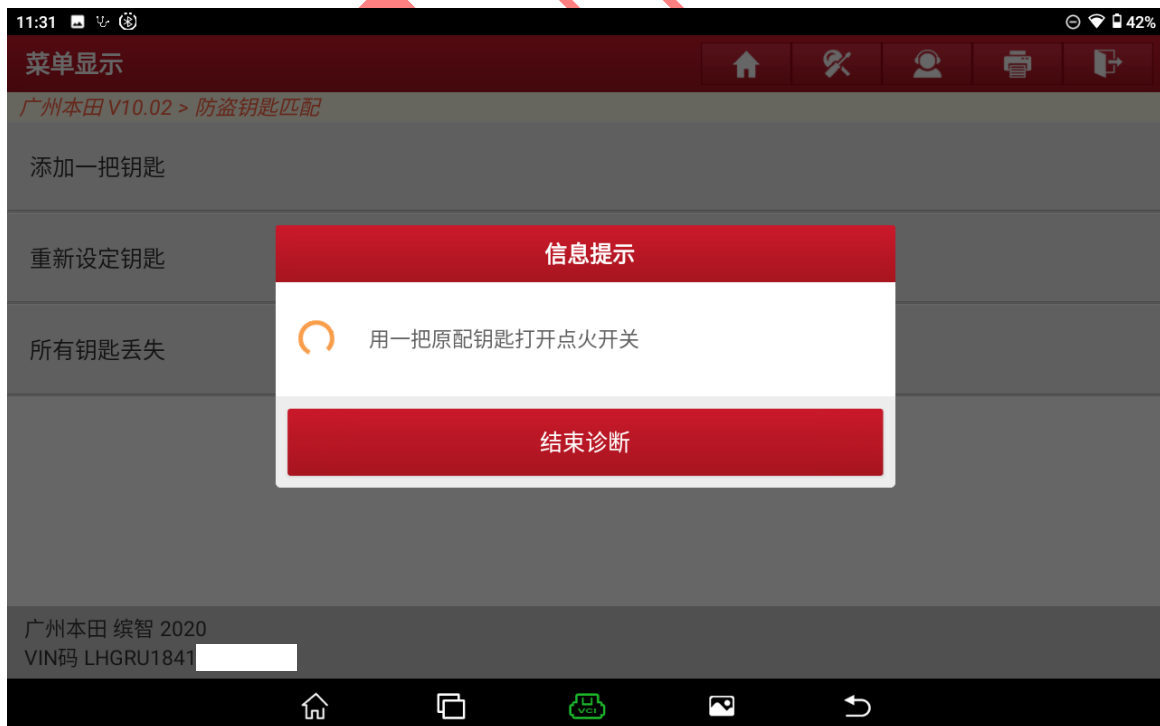 11:31
42%
菜单显示
广州本田 V10.02 > 防盗钥匙匹配
添加一把钥匙
重新设定钥匙
所有钥匙丢失
信息提示
用一把原配钥匙打开点火开关
结束诊断
广州本田 缤智 2020
VIN码 LHGRU1841
VCI